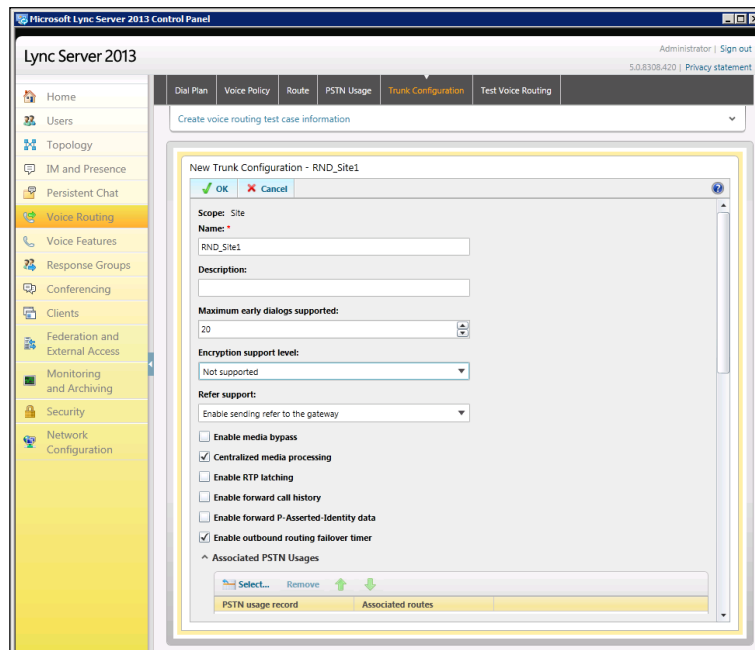 Microsoft Lync Server 2013 Control Panel
Lync Server 2013
Administrator | Sign out
5.0.8308.420 | Privacy statement
Home
Users
Topology
IM and Presence
Persistent Chat
Voice Routing
Voice Features
Response Groups
Conferencing
Clients
Federation and
External Access
Monitoring
and Archiving
Security
Network
Configuration
Dial Plan Voice Policy Route PSTN Usage Trunk Configuration Test Voice Routing
Create voice routing test case information
New Trunk Configuration - RND_Site1
OK Cancel
Scope: Site
Name: *
RND_Site1
Description:
Maximum early dialogs supported:
20
Encryption support level:
Not supported
Refer support:
Enable sending refer to the gateway
Enable media bypass
Centralized media processing
Enable RTP latching
Enable forward call history
Enable forward P-Asserted-Identity data
Enable outbound routing failover timer
Associated PSTN Usages
Select... Remove
PSTN usage record Associated routes